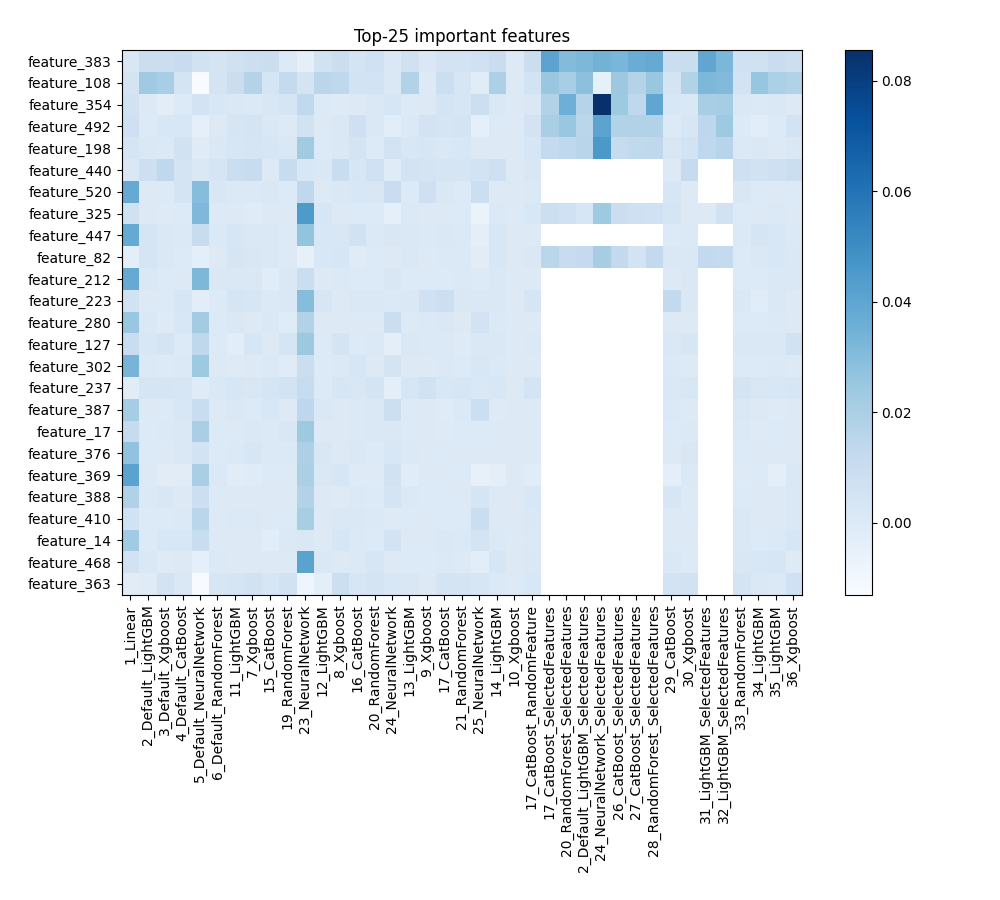 Top-25 important features
feature_383
feature_108
feature_354
feature_492
feature_198
feature_440
feature_520
feature_325
feature_447
feature_82
feature_212
feature_223
feature_280
feature_127
feature_302
feature_237
feature_387
feature_17
feature_376
feature_369
feature_388
feature_410
feature_14
feature_468
feature_363
1_Linear
2_Default_LightGBM
3_Default_Xgboost
4_Default_CatBoost
5_Default_NeuralNetwork
6_Default_RandomForest
11_LightGBM
7_Xgboost
15_CatBoost
19_RandomForest
23_NeuralNetwork
12_LightGBM
8_Xgboost
16_CatBoost
20_RandomForest
24_NeuralNetwork
13_LightGBM
9_Xgboost
17_CatBoost
21_RandomForest
25_NeuralNetwork
14_LightGBM
10_Xgboost
17_CatBoost_RandomFeature
17_CatBoost_SelectedFeatures
20_RandomForest_SelectedFeatures
2_Default_LightGBM_SelectedFeatures
24_NeuralNetwork_SelectedFeatures
26_CatBoost_SelectedFeatures
27_CatBoost_SelectedFeatures
28_RandomForest_SelectedFeatures
29_CatBoost
30_Xgboost
31_LightGBM_SelectedFeatures
32_LightGBM_SelectedFeatures
33_RandomForest
34_LightGBM
35_LightGBM
36_Xgboost
0.08
0.06
0.04
0.02
0.00